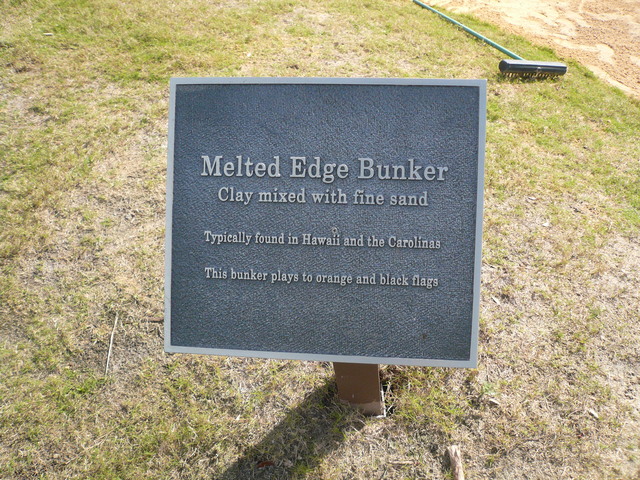 Melted Edge Bunker
Clay mixed with fine sand
Typically found in Hawaii and the Carolinas
This bunker plays to orange and black flags